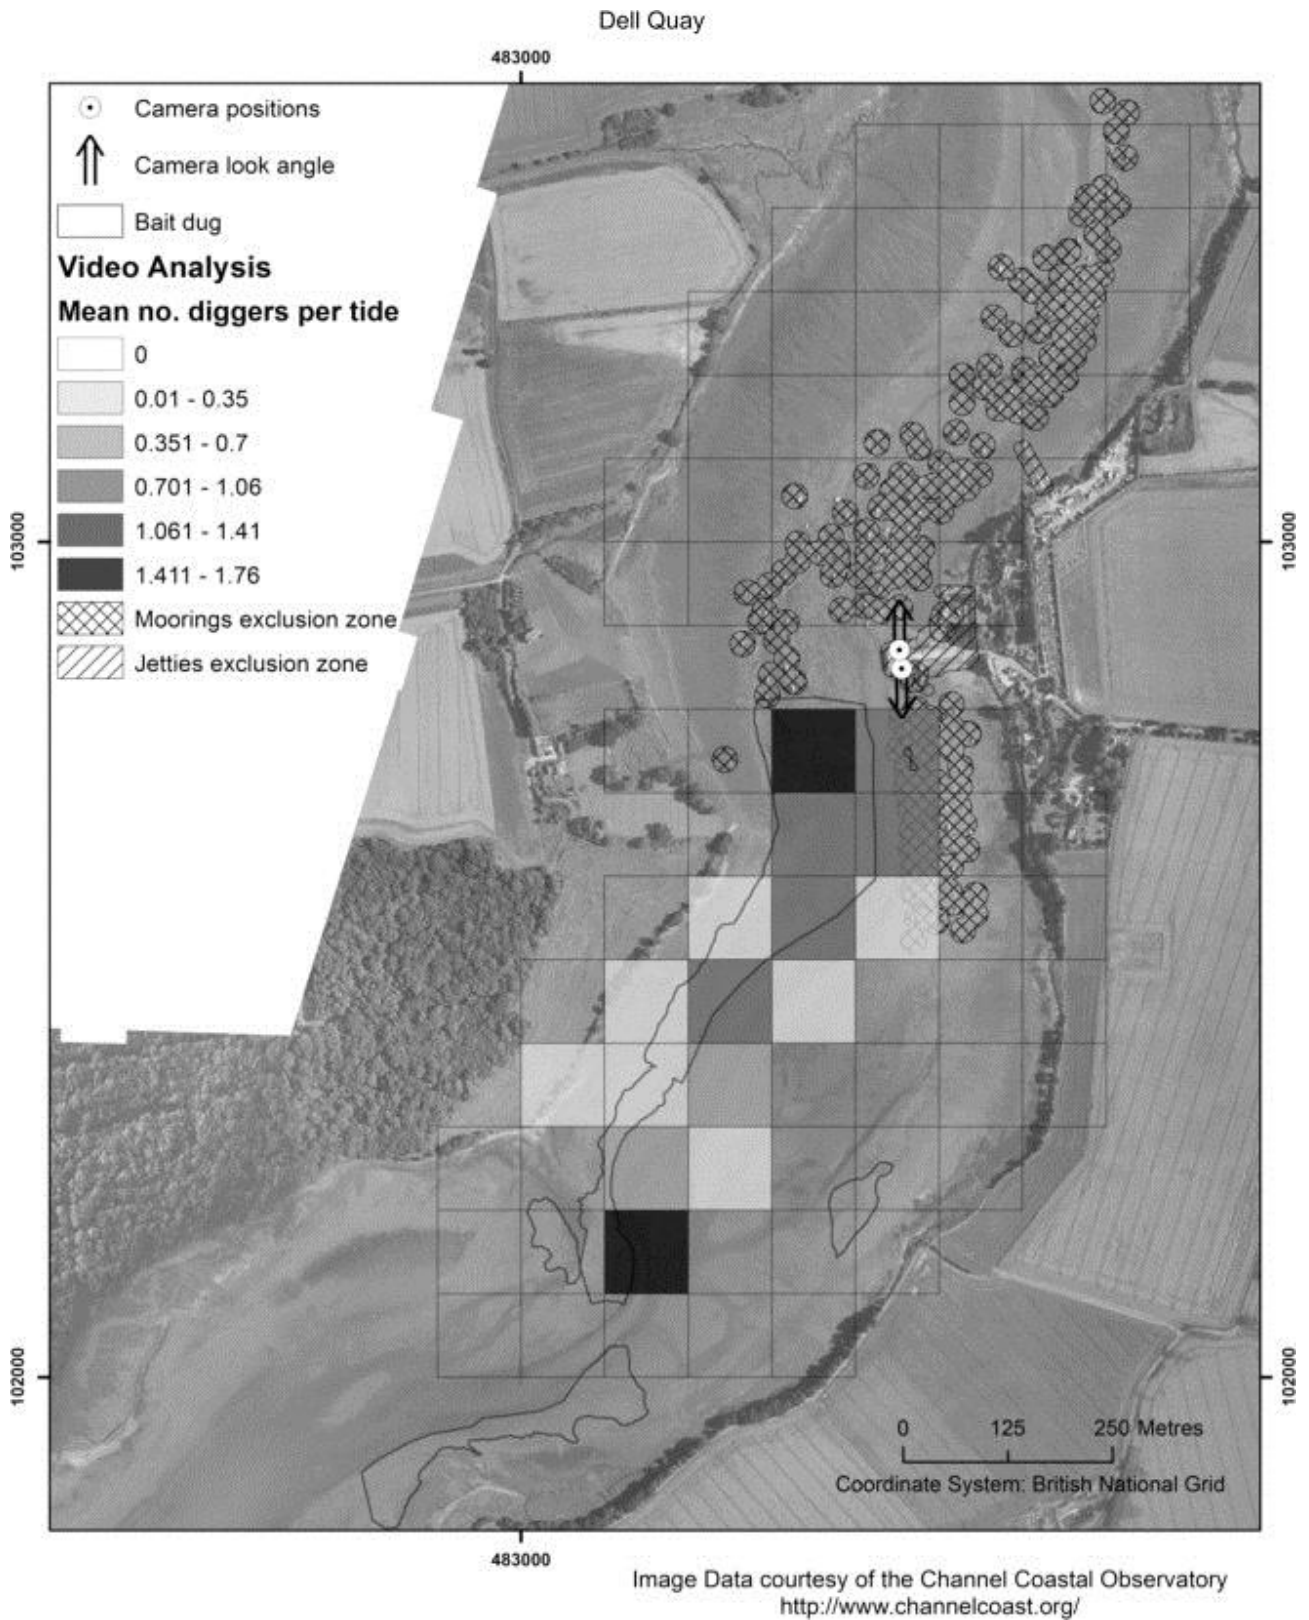 Dell Quay
483000
Camera positions
Camera look angle
Bait dug
Video Analysis
Mean no. diggers per tide
0
0.01 - 0.35
0.351 - 0.7
0.701 - 1.06
1.061 - 1.41
1.411 - 1.76
Moorings exclusion zone
Jetties exclusion zone
103000
103000
102000
102000
0 125 250 Metres
Coordinate System: British National Grid
483000
Image Data courtesy of the Channel Coastal Observatory
http://www.channelcoast.org/